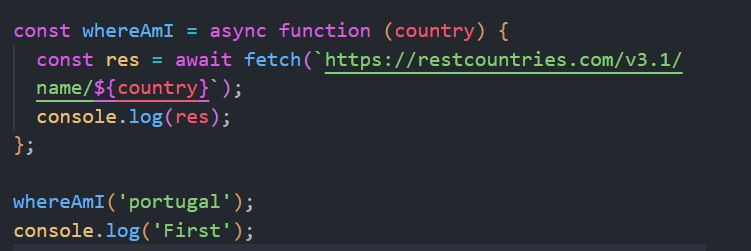 const whereAmI = async function (country) {
const res = await fetch(`https://restcountries.com/v3.1/
name/${country}`);
console.log(res);
};
whereAmI('portugal');
console.log('First');